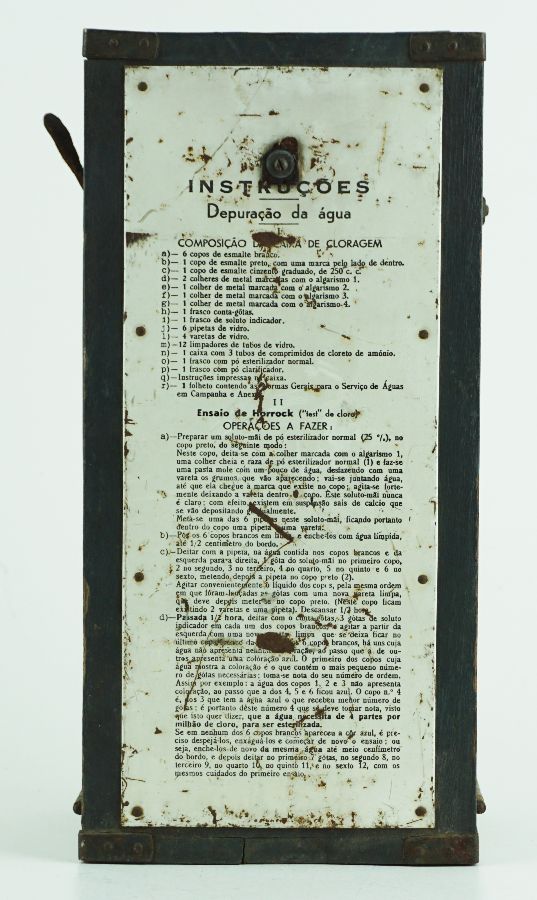 INSTRUÇÕES
Depuração da água
I
COMPOSIÇÃO DA CAIXA DE CLORAGEM
a)— 6 copos de esmalte branco.
b)— 1 copo de esmalte preto, com uma marca pelo lado de dentro.
c)— 1 copo de esmalte cinzento graduado, de 250 c. c.
d)— 2 colheres de metal marcadas com o algarismo 1.
e)— 1 colher de metal marcada com o algarismo 2.
f)— 1 colher de metal marcada com o algarismo 3.
g)— 1 colher de metal marcada com o algarismo 4.
h)— 1 frasco conta-gôtas.
i)— 1 frasco de soluto indicador.
j)— 6 pipetas de vidro.
l)— 4 varetas de vidro.
m)—12 limpadores de tubos de vidro.
n)— 1 caixa com 3 tubos de comprimidos de cloreto de amónio.
o)— 1 frasco com pó esterilizador normal.
p)— 1 frasco com pó clarificador.
q)—Instruções impressas na caixa.
r)— 1 folheto contendo as Normas Gerais para o Serviço de Águas
em Campanha e Anexos
II
Ensaio de Horrock ("test" de cloro)
OPERAÇÕES A FAZER:
a)—Preparar um soluto-mãi de pó esterilizador normal (25 %), no
copo preto, do seguinte modo:
Neste copo, deita-se com a colher marcada com o algarismo 1,
uma colher cheia e raza de pó esterilizador normal (1) e faz-se
uma pasta mole com um pouco de água, desfazendo com uma
vareta os grumos que vão aparecendo; vai-se juntando água,
até que ela chegue à marca que existe no copo; agita-se forte-
mente deixando a vareta dentro do copo. Este soluto-mãi nunca
é claro; com efeito existem em suspensão sais de calcio que
se vão depositando gradualmente.
Meta-se uma das 6 pipetas neste soluto-mãi, ficando portanto
dentro do copo uma pipeta e uma vareta.
b)—Pôr os 6 copos brancos em linha, e enche-los com água límpida,
até 1/2 centímetro do bordo.
c)—Deitar com a pipeta, na água contida nos copos brancos e da
esquerda para a direita, 1 gôta do soluto-mãi no primeiro copo,
2 no segundo, 3 no terceiro, 4 no quarto, 5 no quinto e 6 no
sexto, metendo depois a pipeta no copo preto (2).
Agitar convenientemente o líquido dos copos, pela mesma ordem
em que fôram lançadas as gôtas com uma nova vareta limpa,
que deve depois meter-se no copo preto. (Neste copo ficam
existindo 2 varetas e uma pipeta). Descansar 1/2 hora.
d)—Passada 1/2 hora, deitar com o conta-gôtas, 3 gôtas de soluto
indicador em cada um dos copos brancos, e agitar a partir da
esquerda com uma nova vareta limpa que se deixa ficar no
último copo 6 copos brancos, há uns cuja
água não apresenta nenhuma coloração, ao passo que a de ou-
tros apresenta uma coloração azul. O primeiro dos copos cuja
água mostra a coloração é o que contém o mais pequeno núme-
ro de gôtas necessárias: toma-se nota do seu número de ordem.
Assim por exemplo: a água dos copos 1, 2 e 3 não apresenta
coloração, ao passo que a dos 4, 5 e 6 ficou azul. O copo n.º 4
é, dos 3 que tem a água azul o que recebeu menor número de
gôtas: é portanto dêste número 4 que se deve tomar nota, visto
que isto quer dizer, que a água necessita de 4 partes por
milhão de cloro, para ser esterilizada.
Se em nenhum dos 6 copos brancos apareceu a côr azul, é pre-
ciso despejá-los, enxaguá-los e começar de novo o ensaio; ou
seja, enche-los de novo da mesma água até meio centímetro
do bordo, e depois deitar no primeiro 7 gôtas, no segundo 8, no
terceiro 9, no quarto 10, no quinto 11, e no sexto 12, com os
mesmos cuidados do primeiro ensaio.